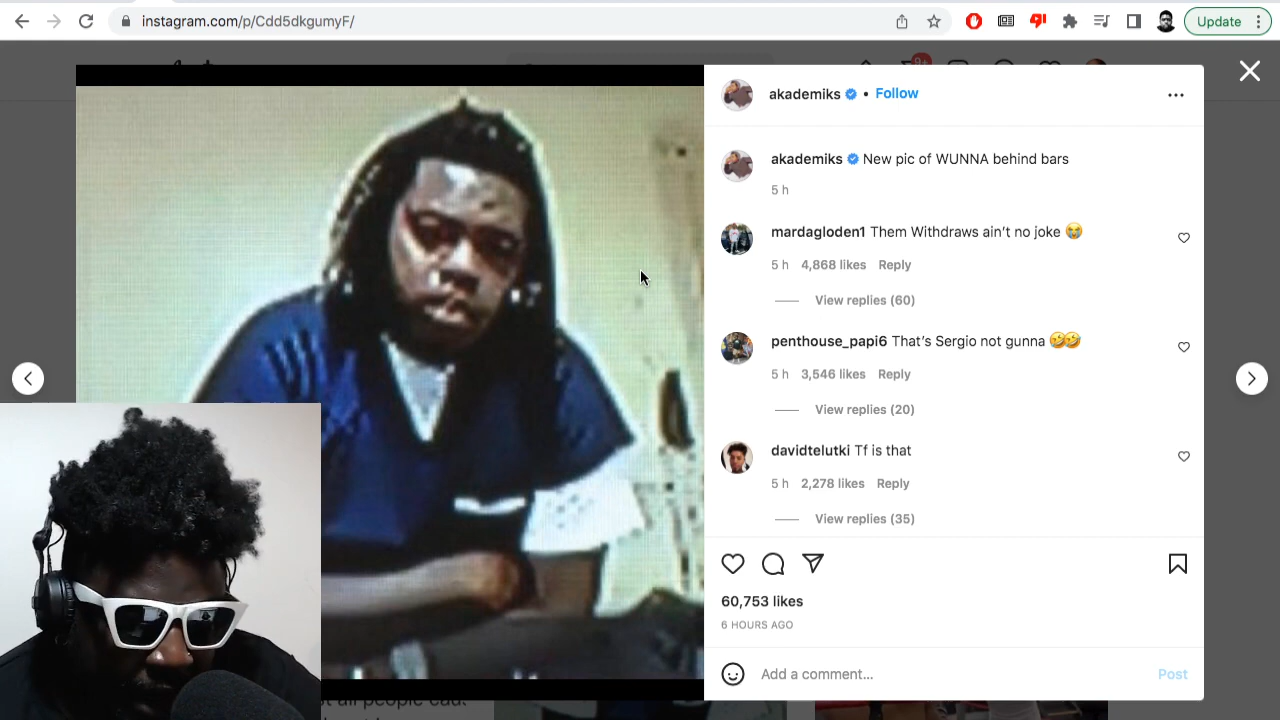 instagram.com/p/Cdd5dkgumyF/
Update
9+
akademiks • Follow
akademiks New pic of WUNNA behind bars
5 h
mardagloden1 Them Withdraws ain't no joke 😭
5 h 4,868 likes Reply
View replies (60)
penthouse_papi6 That's Sergio not gunna 🤣🤣
5 h 3,546 likes Reply
View replies (20)
davidtelutki Tf is that
5 h 2,278 likes Reply
View replies (35)
60,753 likes
6 HOURS AGO
Add a comment...
Post